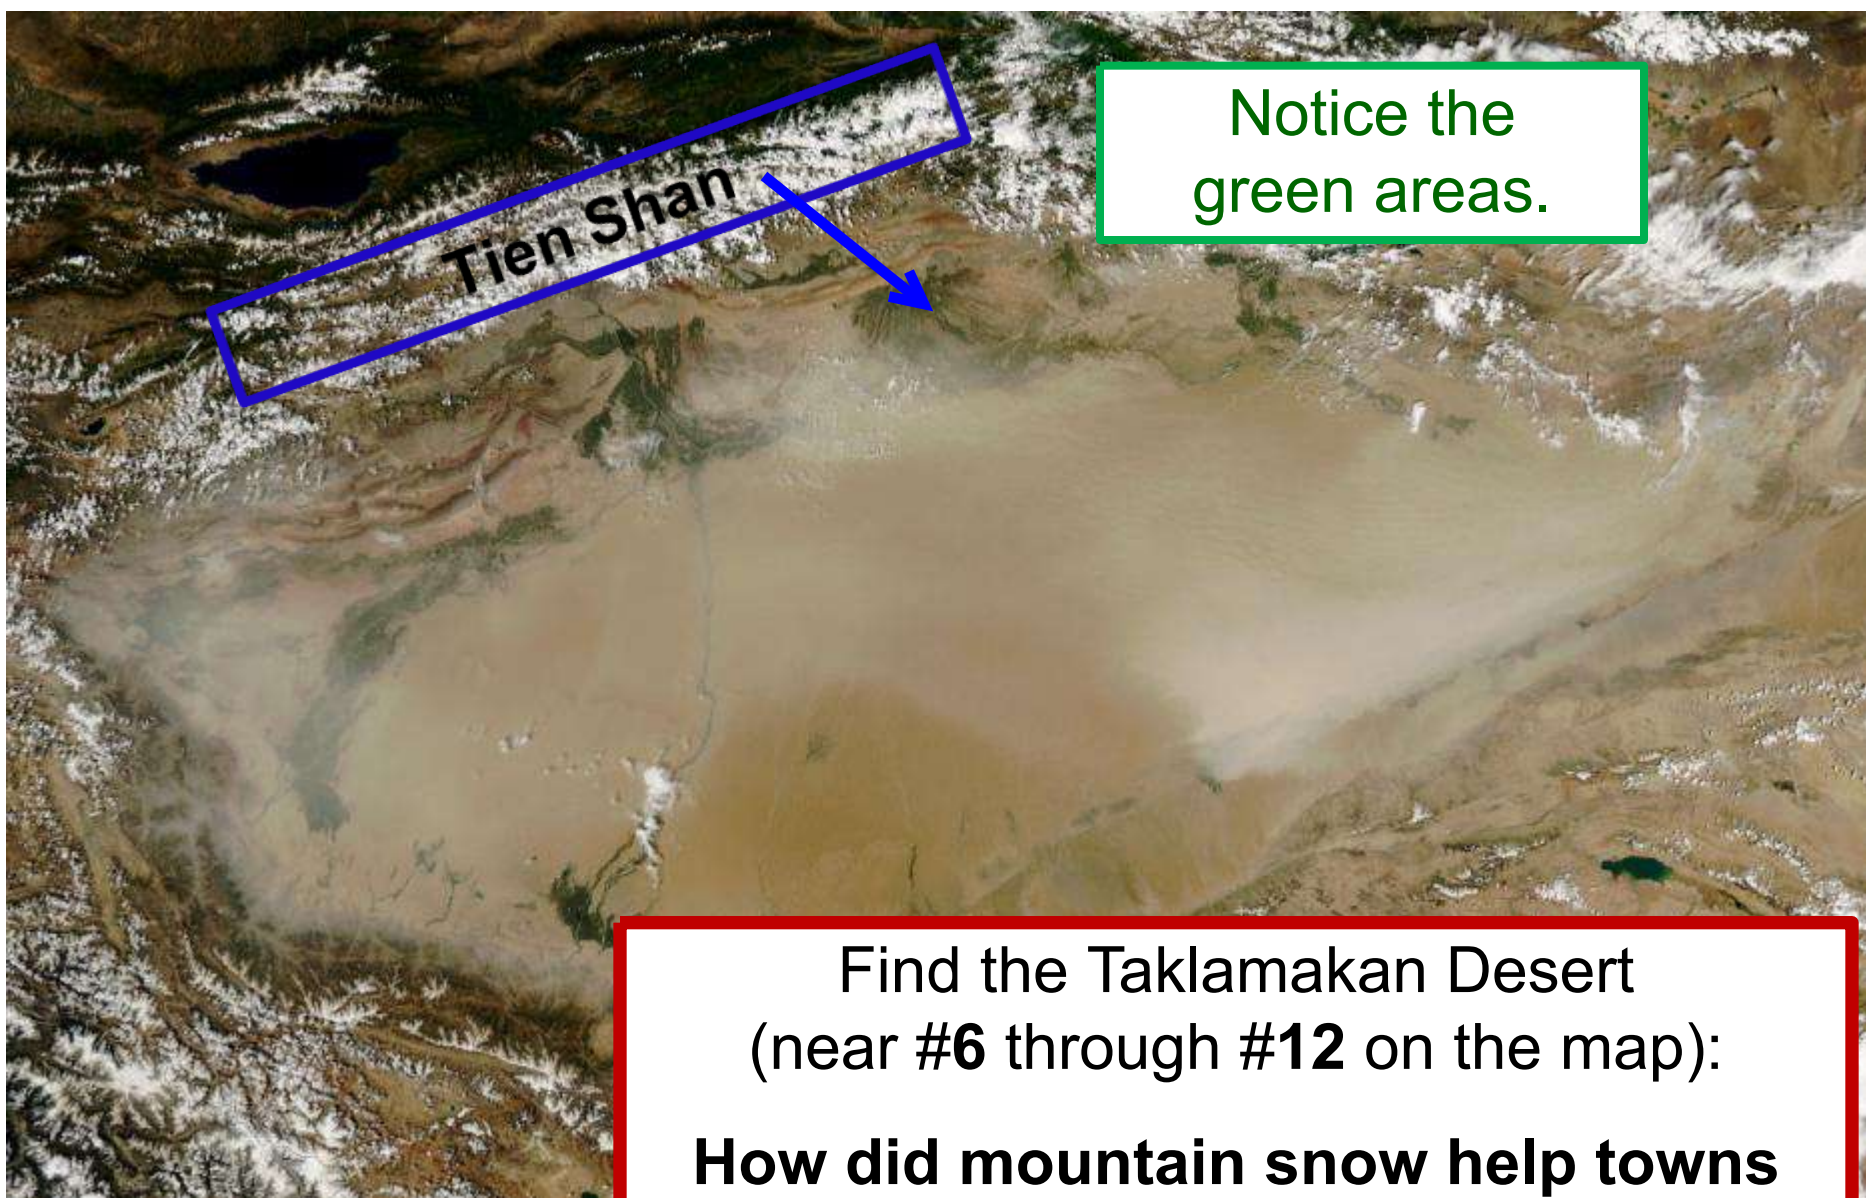 Tien Shan
Notice the
green areas.
Find the Taklamakan Desert
(near #6 through #12 on the map):
How did mountain snow help towns